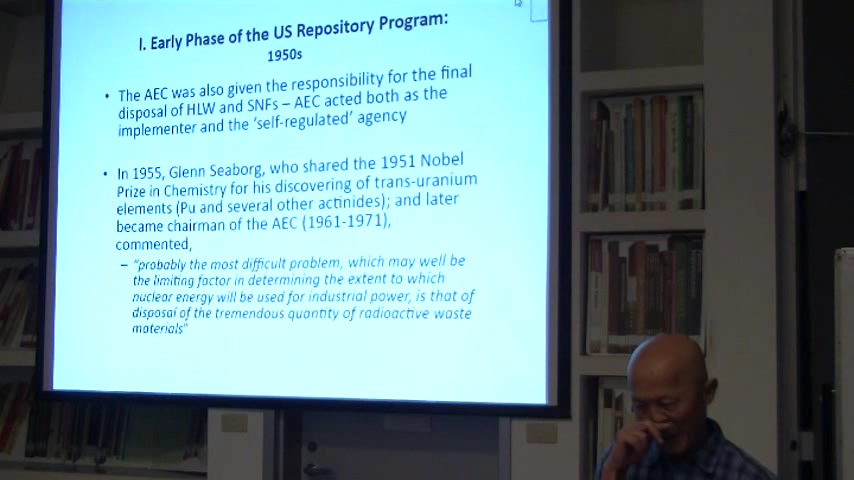 I. Early Phase of the US Repository Program:
1950s
• The AEC was also given the responsibility for the final
disposal of HLW and SNFs – AEC acted both as the
implementer and the 'self-regulated' agency
• In 1955, Glenn Seaborg, who shared the 1951 Nobel
Prize in Chemistry for his discovering of trans-uranium
elements (Pu and several other actinides); and later
became chairman of the AEC (1961-1971),
commented,
– "probably the most difficult problem, which may well be
the limiting factor in determining the extent to which
nuclear energy will be used for industrial power, is that of
disposal of the tremendous quantity of radioactive waste
materials"